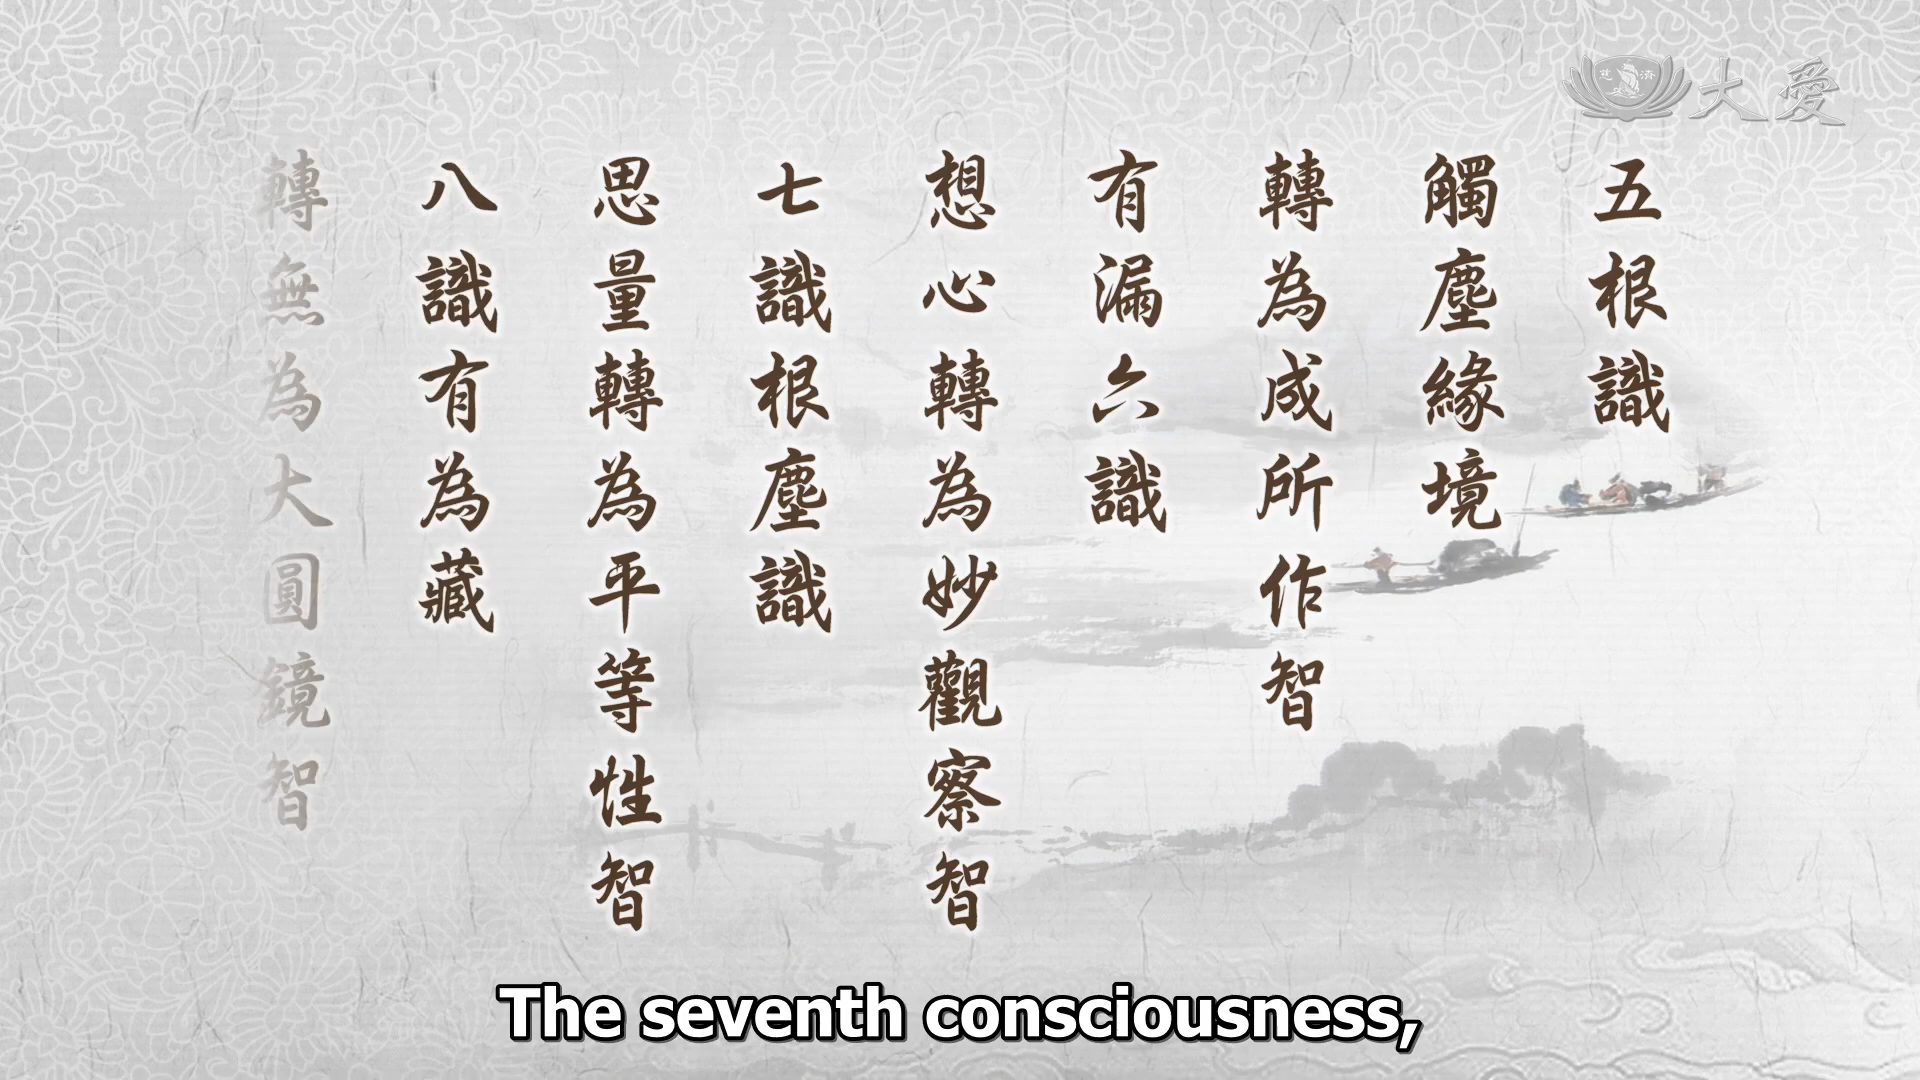 五根識
觸塵緣境
轉為成所作智
有漏六識
想心轉為妙觀察智
七識根塵識
思量轉為平等性智
八識有為藏
轉無為大圓鏡智
慈濟
大愛
The seventh consciousness,